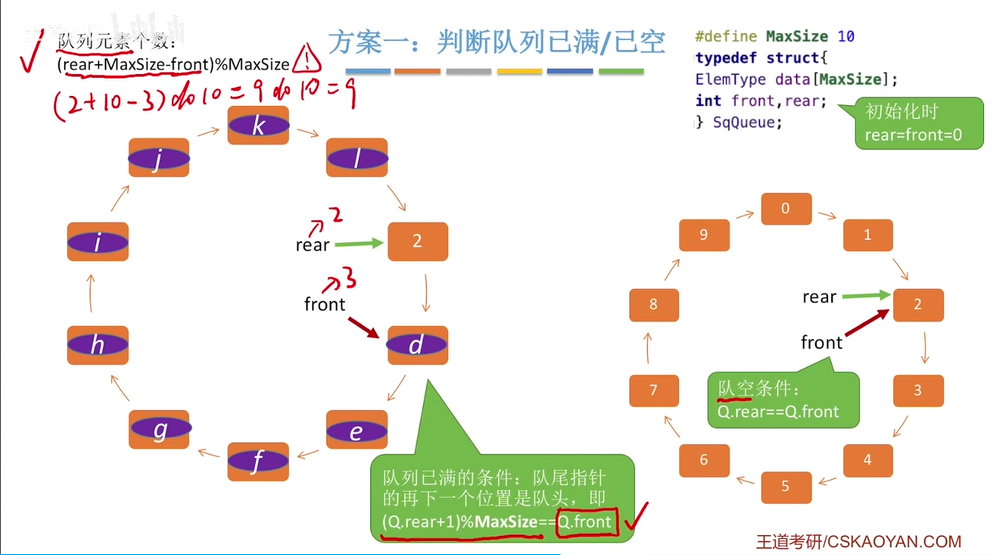 队列元素个数:
(rear+MaxSize-front)%MaxSize
(2+10-3)%10=9%10=9
方案一：判断队列已满/已空
#define MaxSize 10
typedef struct{
ElemType data[MaxSize];
int front,rear;
} SqQueue;
初始化时
rear=front=0
k
j
l
i
2
rear
2
front
3
h
d
g
e
f
队列已满的条件：队尾指针
的再下一个位置是队头，即
(Q.rear+1)%MaxSize==Q.front
0
9
1
8
2
rear
front
7
3
6
4
5
队空条件：
Q.rear==Q.front
王道考研/CSKAOYAN.COM